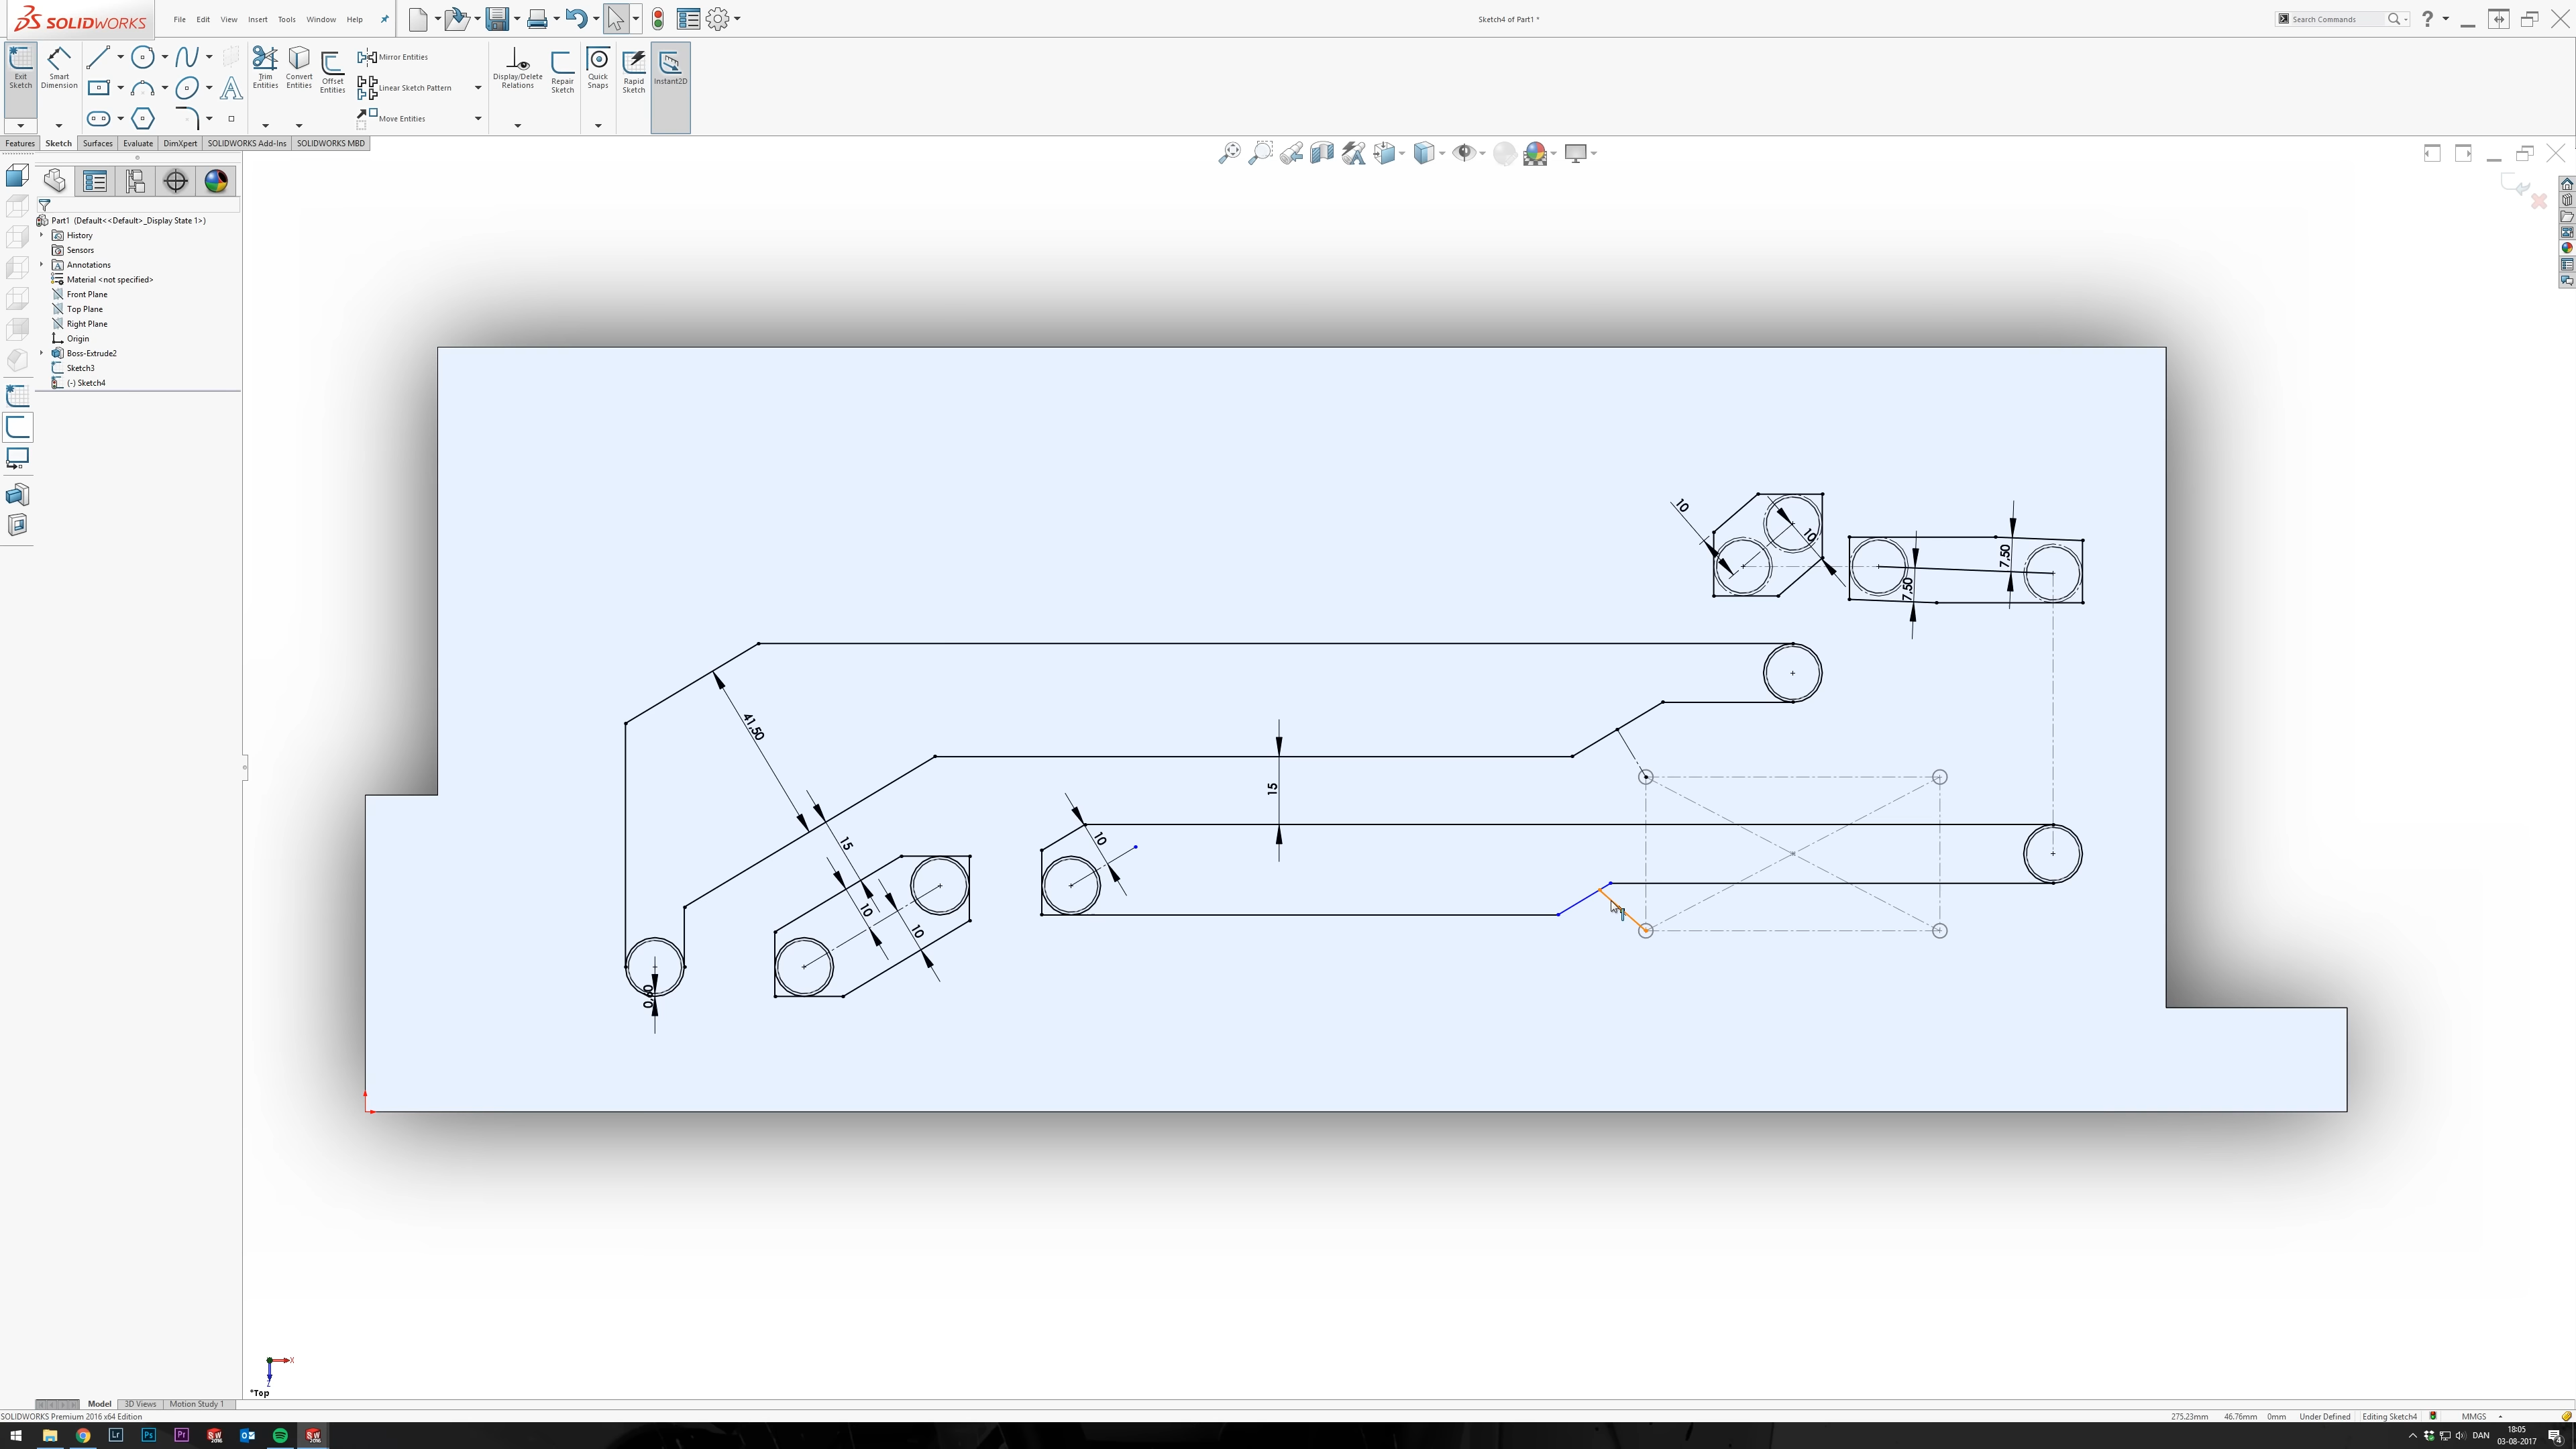 SOLIDWORKS
File Edit View Insert Tools Window Help
Sketch4 of Part1 *
Search Commands
?
Exit Sketch
Smart Dimension
Trim Entities
Convert Entities
Offset Entities
Mirror Entities
Linear Sketch Pattern
Move Entities
Display/Delete Relations
Repair Sketch
Quick Snaps
Rapid Sketch
Instant2D
Features Sketch Surfaces Evaluate DimXpert SOLIDWORKS Add-Ins SOLIDWORKS MBD
Part1 (Default<<Default>_Display State 1>)
History
Sensors
Annotations
Material <not specified>
Front Plane
Top Plane
Right Plane
Origin
Boss-Extrude2
Sketch3
(-) Sketch4
10
10
7,50
7,50
41,50
15
15
10
10
10
0,60
X
Z
*Top
Model 3D Views Motion Study 1
SOLIDWORKS Premium 2016 x64 Edition
275.23mm 46.76mm 0mm Under Defined Editing Sketch4 MMGS
Lr Ps Pr
DAN
18:05
03-08-2017